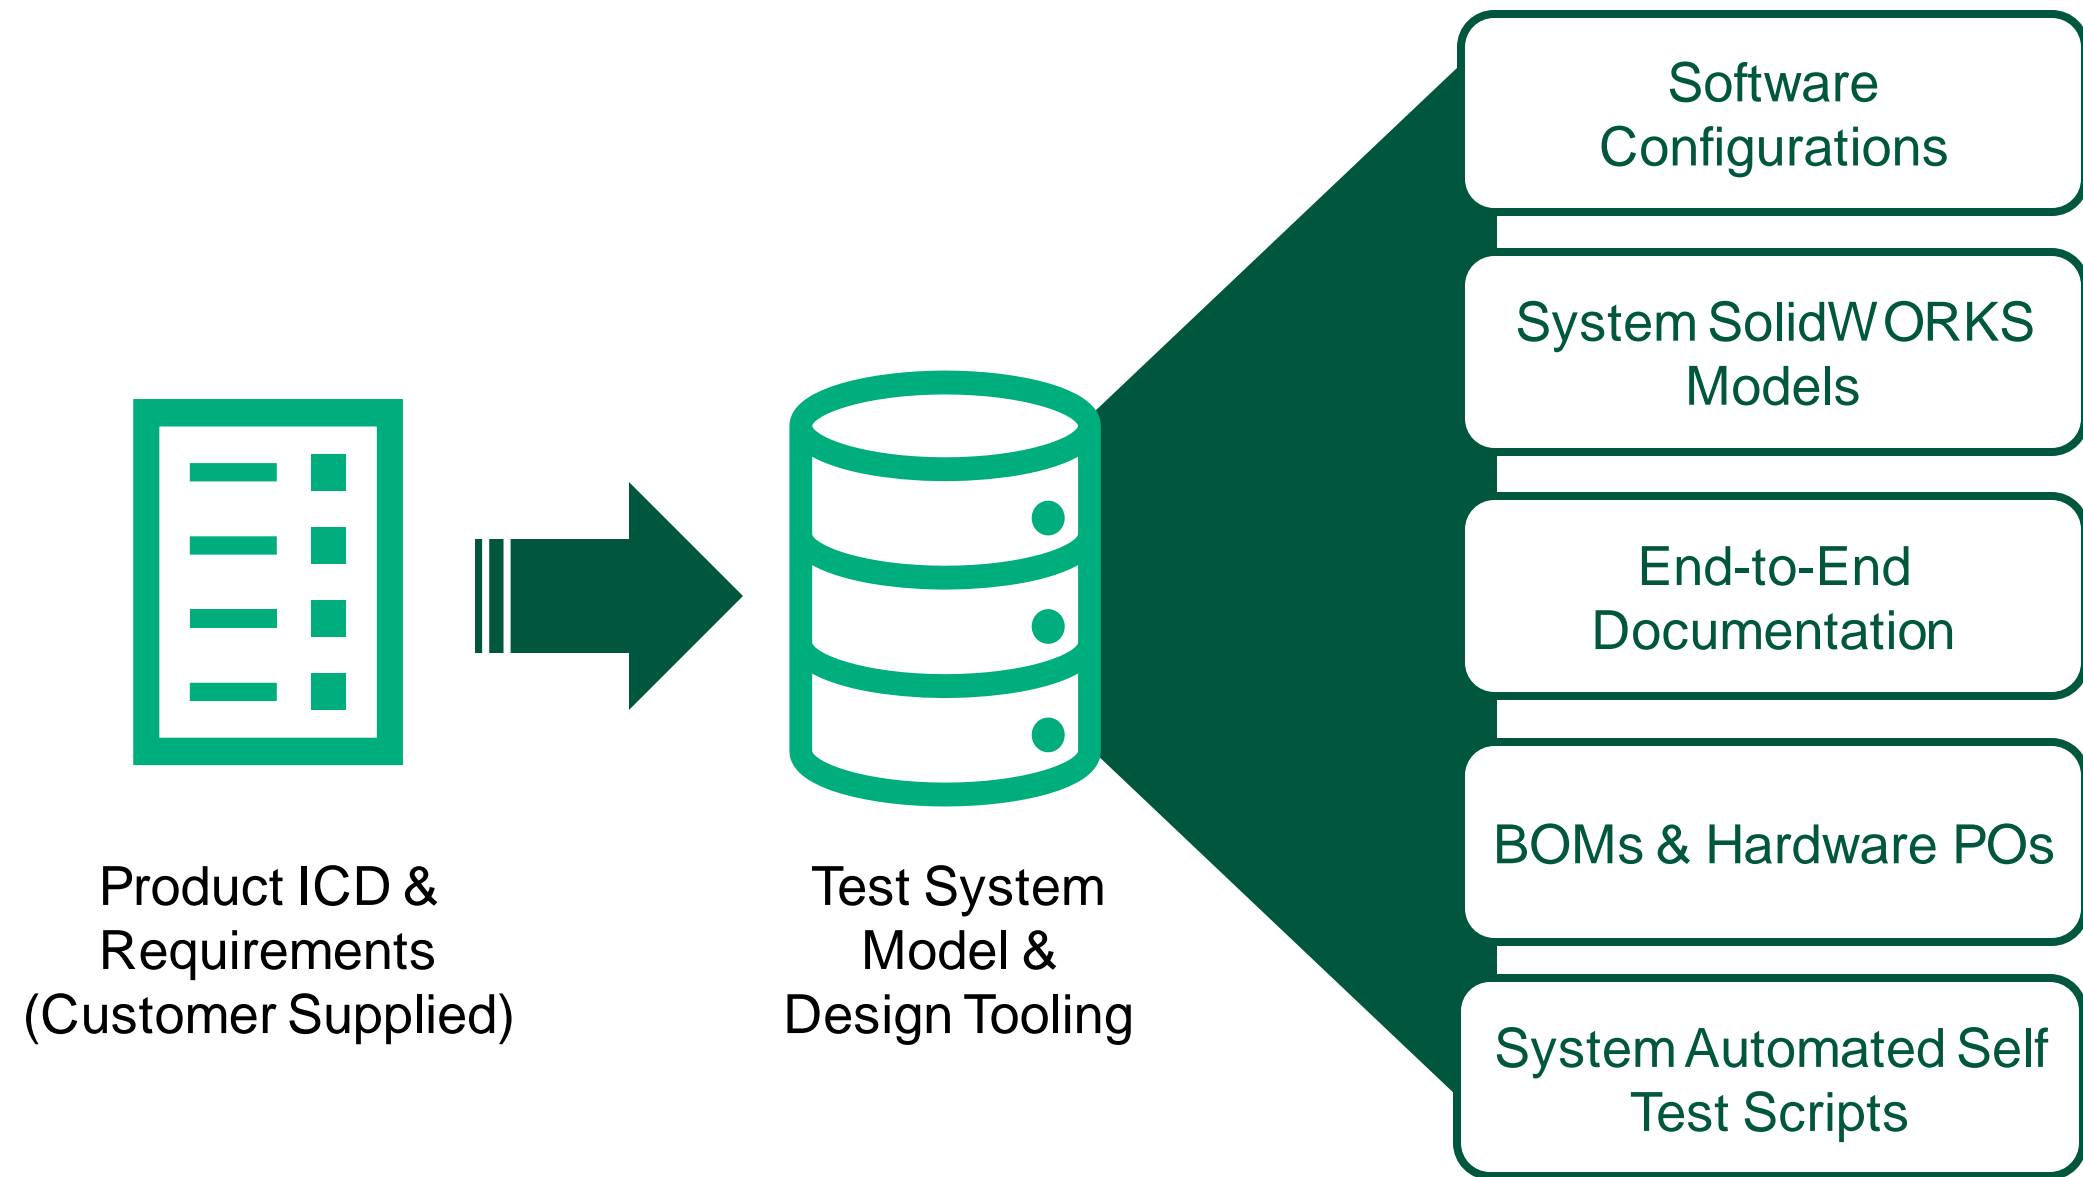 Software
Configurations
System SolidWORKS
Models
End-to-End
Documentation
BOMs & Hardware POs
System Automated Self
Test Scripts
Product ICD &
Requirements
(Customer Supplied)
Test System
Model &
Design Tooling